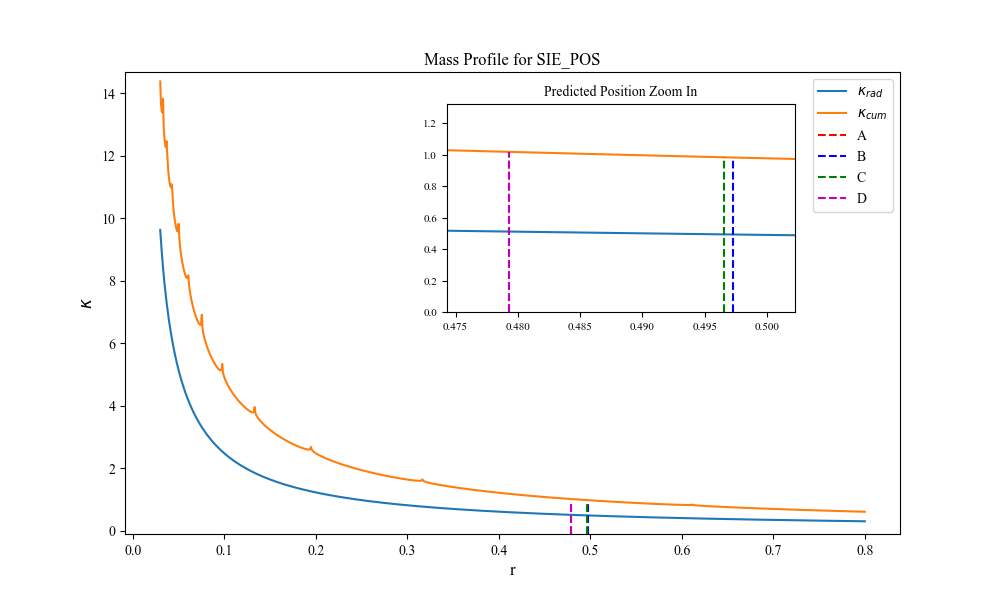 Mass Profile for SIE_POS
κ
14
12
10
8
6
4
2
0
0.0 0.1 0.2 0.3 0.4 0.5 0.6 0.7 0.8
r
Predicted Position Zoom In
1.2
1.0
0.8
0.6
0.4
0.2
0.0
0.475 0.480 0.485 0.490 0.495 0.500
κrad
κcum
A
B
C
D